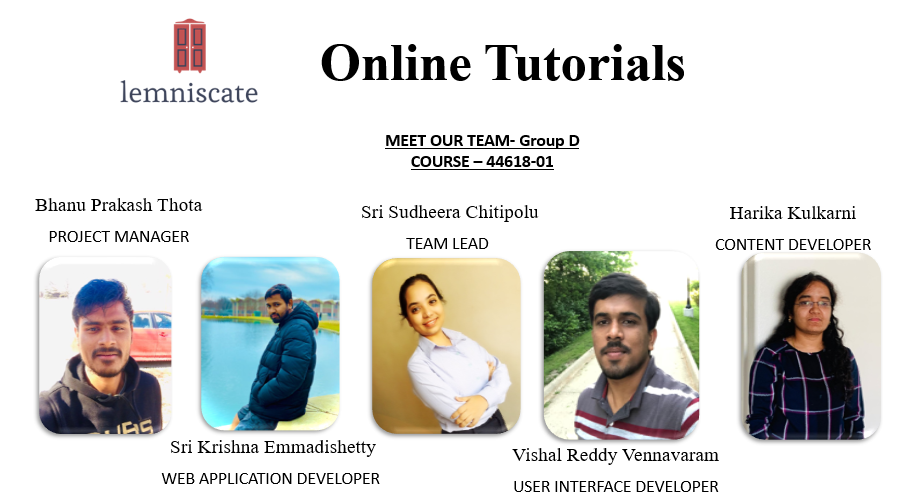 lemniscate
Online Tutorials
MEET OUR TEAM- Group D
COURSE – 44618-01
Bhanu Prakash Thota
PROJECT MANAGER
Sri Sudheera Chitipolu
TEAM LEAD
Harika Kulkarni
CONTENT DEVELOPER
Sri Krishna Emmadishetty
WEB APPLICATION DEVELOPER
Vishal Reddy Vennavaram
USER INTERFACE DEVELOPER